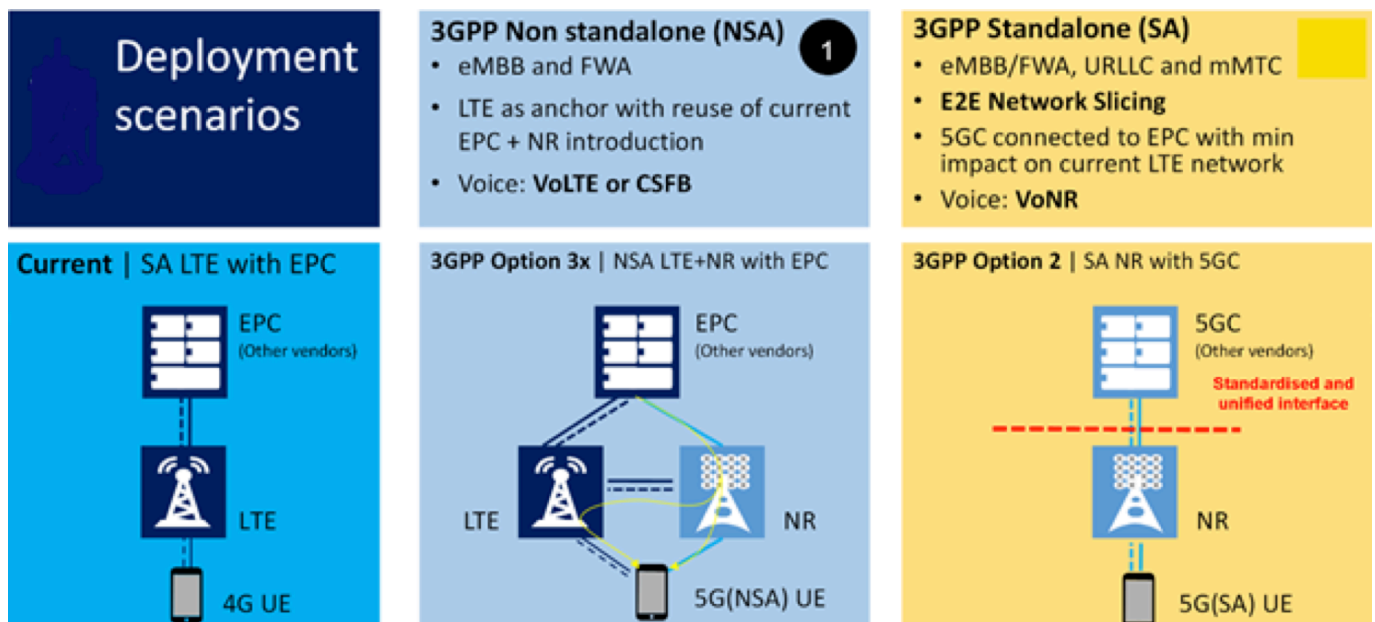 Deployment
scenarios
3GPP Non standalone (NSA)
1
• eMBB and FWA
• LTE as anchor with reuse of current
EPC + NR introduction
• Voice: VoLTE or CSFB
3GPP Standalone (SA)
• eMBB/FWA, URLLC and mMTC
• E2E Network Slicing
• 5GC connected to EPC with min
impact on current LTE network
• Voice: VoNR
Current | SA LTE with EPC
EPC
(Other vendors)
LTE
4G UE
3GPP Option 3x | NSA LTE+NR with EPC
EPC
(Other vendors)
LTE
NR
5G(NSA) UE
3GPP Option 2 | SA NR with 5GC
5GC
(Other vendors)
Standardised and
unified interface
NR
5G(SA) UE